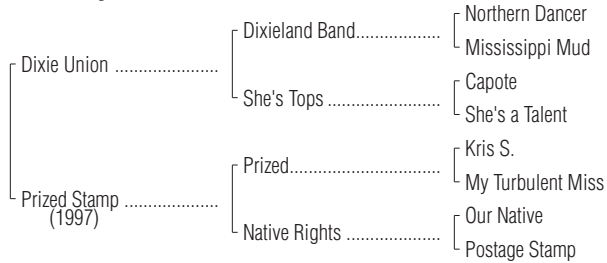 Northern Dancer
Dixieland Band..................
Mississippi Mud
Dixie Union ......................
Capote
She's Tops ........................
She's a Talent
Kris S.
Prized................................
My Turbulent Miss
Prized Stamp ....................
(1997)
Our Native
Native Rights ....................
Postage Stamp